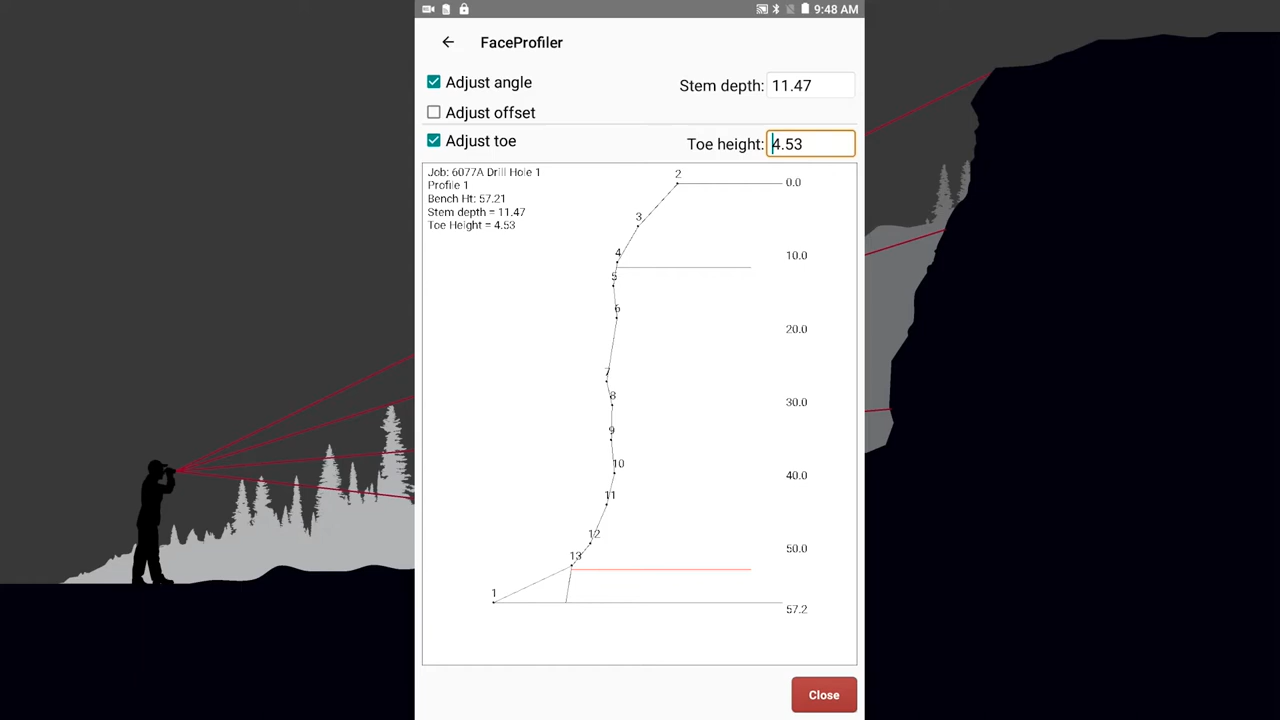 9:48 AM
FaceProfiler
Adjust angle
Stem depth: 11.47
Adjust offset
Adjust toe
Toe height: 4.53
Job: 6077A Drill Hole 1
Profile 1
Bench Ht: 57.21
Stem depth = 11.47
Toe Height = 4.53
2
0.0
3
4
10.0
5
6
20.0
7
8
30.0
9
10
40.0
11
12
50.0
13
1
57.2
Close